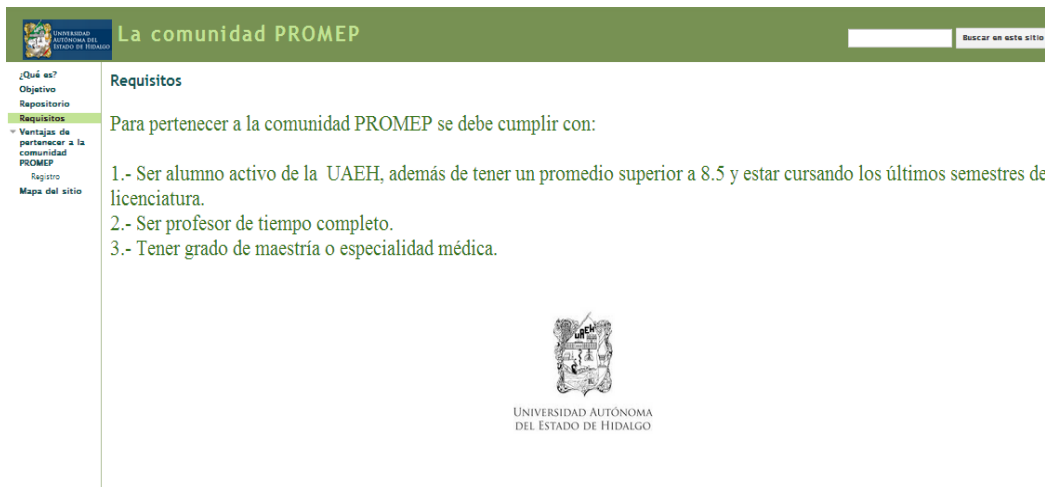 UNIVERSIDAD
AUTÓNOMA DEL
ESTADO DE HIDALGO
La comunidad PROMEP
Buscar en este sitio
¿Qué es?
Objetivo
Repositorio
Requisitos
Ventajas de
pertenecer a la
comunidad
PROMEP
Registro
Mapa del sitio
Requisitos
Para pertenecer a la comunidad PROMEP se debe cumplir con:
1.- Ser alumno activo de la UAEH, además de tener un promedio superior a 8.5 y estar cursando los últimos semestres de
licenciatura.
2.- Ser profesor de tiempo completo.
3.- Tener grado de maestría o especialidad médica.
UAEH
UNIVERSIDAD AUTÓNOMA
DEL ESTADO DE HIDALGO